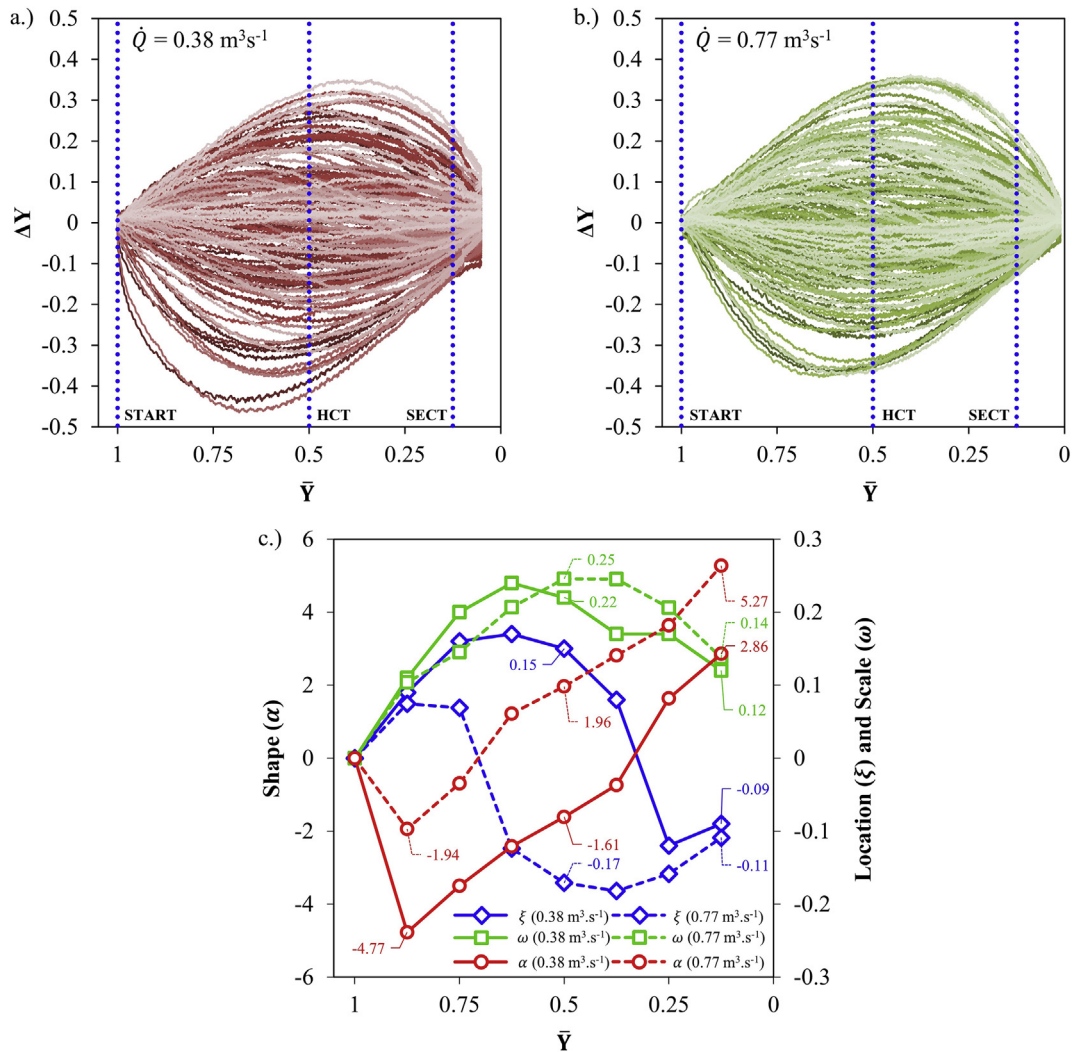 a.)
Q̇ = 0.38 m³s⁻¹
0.5
0.4
0.3
0.2
0.1
0
-0.1
-0.2
-0.3
-0.4
-0.5
ΔY
START
HCT
SECT
1
0.75
0.5
0.25
0
Ȳ
b.)
Q̇ = 0.77 m³s⁻¹
0.5
0.4
0.3
0.2
0.1
0
-0.1
-0.2
-0.3
-0.4
-0.5
ΔY
START
HCT
SECT
1
0.75
0.5
0.25
0
Ȳ
c.)
6
4
2
0
-2
-4
-6
Shape (α)
0.3
0.2
0.1
0
-0.1
-0.2
-0.3
Location (ξ) and Scale (ω)
0.25
0.22
5.27
0.14
2.86
0.15
1.96
0.12
-0.09
-1.94
-1.61
-0.17
-0.11
-4.77
ξ (0.38 m³.s⁻¹)
ξ (0.77 m³.s⁻¹)
ω (0.38 m³.s⁻¹)
ω (0.77 m³.s⁻¹)
α (0.38 m³.s⁻¹)
α (0.77 m³.s⁻¹)
1
0.75
0.5
0.25
0
Ȳ